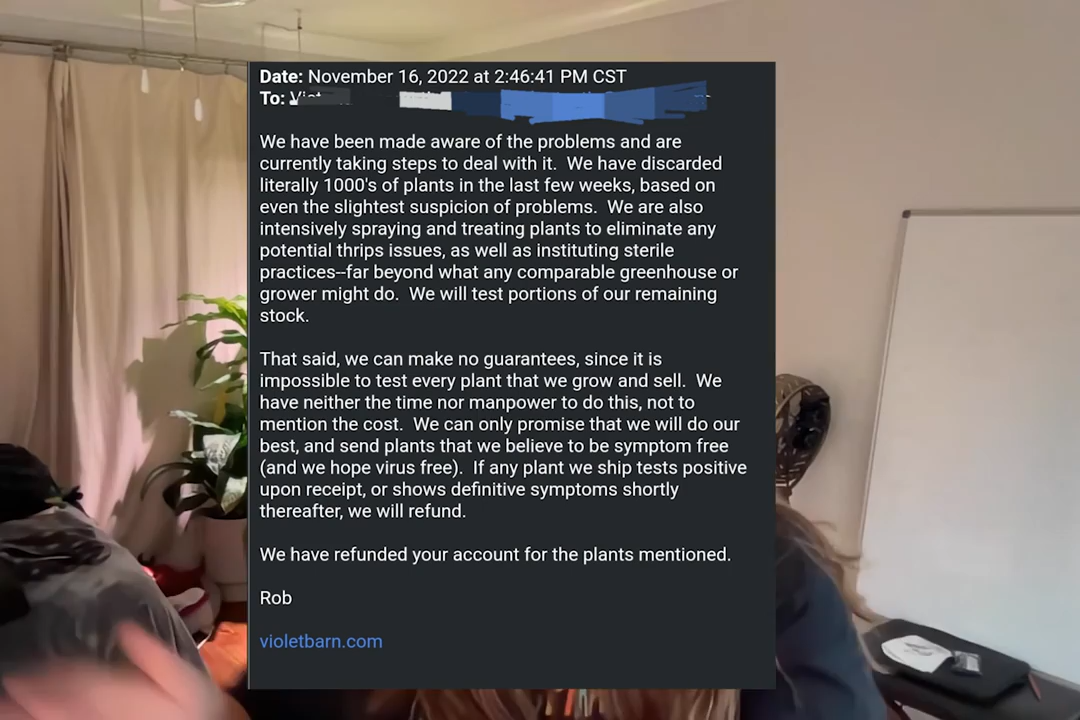 Date: November 16, 2022 at 2:46:41 PM CST
To:
We have been made aware of the problems and are
currently taking steps to deal with it.  We have discarded
literally 1000's of plants in the last few weeks, based on
even the slightest suspicion of problems.  We are also
intensively spraying and treating plants to eliminate any
potential thrips issues, as well as instituting sterile
practices--far beyond what any comparable greenhouse or
grower might do.  We will test portions of our remaining
stock.
That said, we can make no guarantees, since it is
impossible to test every plant that we grow and sell.  We
have neither the time nor manpower to do this, not to
mention the cost.  We can only promise that we will do our
best, and send plants that we believe to be symptom free
(and we hope virus free).  If any plant we ship tests positive
upon receipt, or shows definitive symptoms shortly
thereafter, we will refund.
We have refunded your account for the plants mentioned.
Rob
violetbarn.com